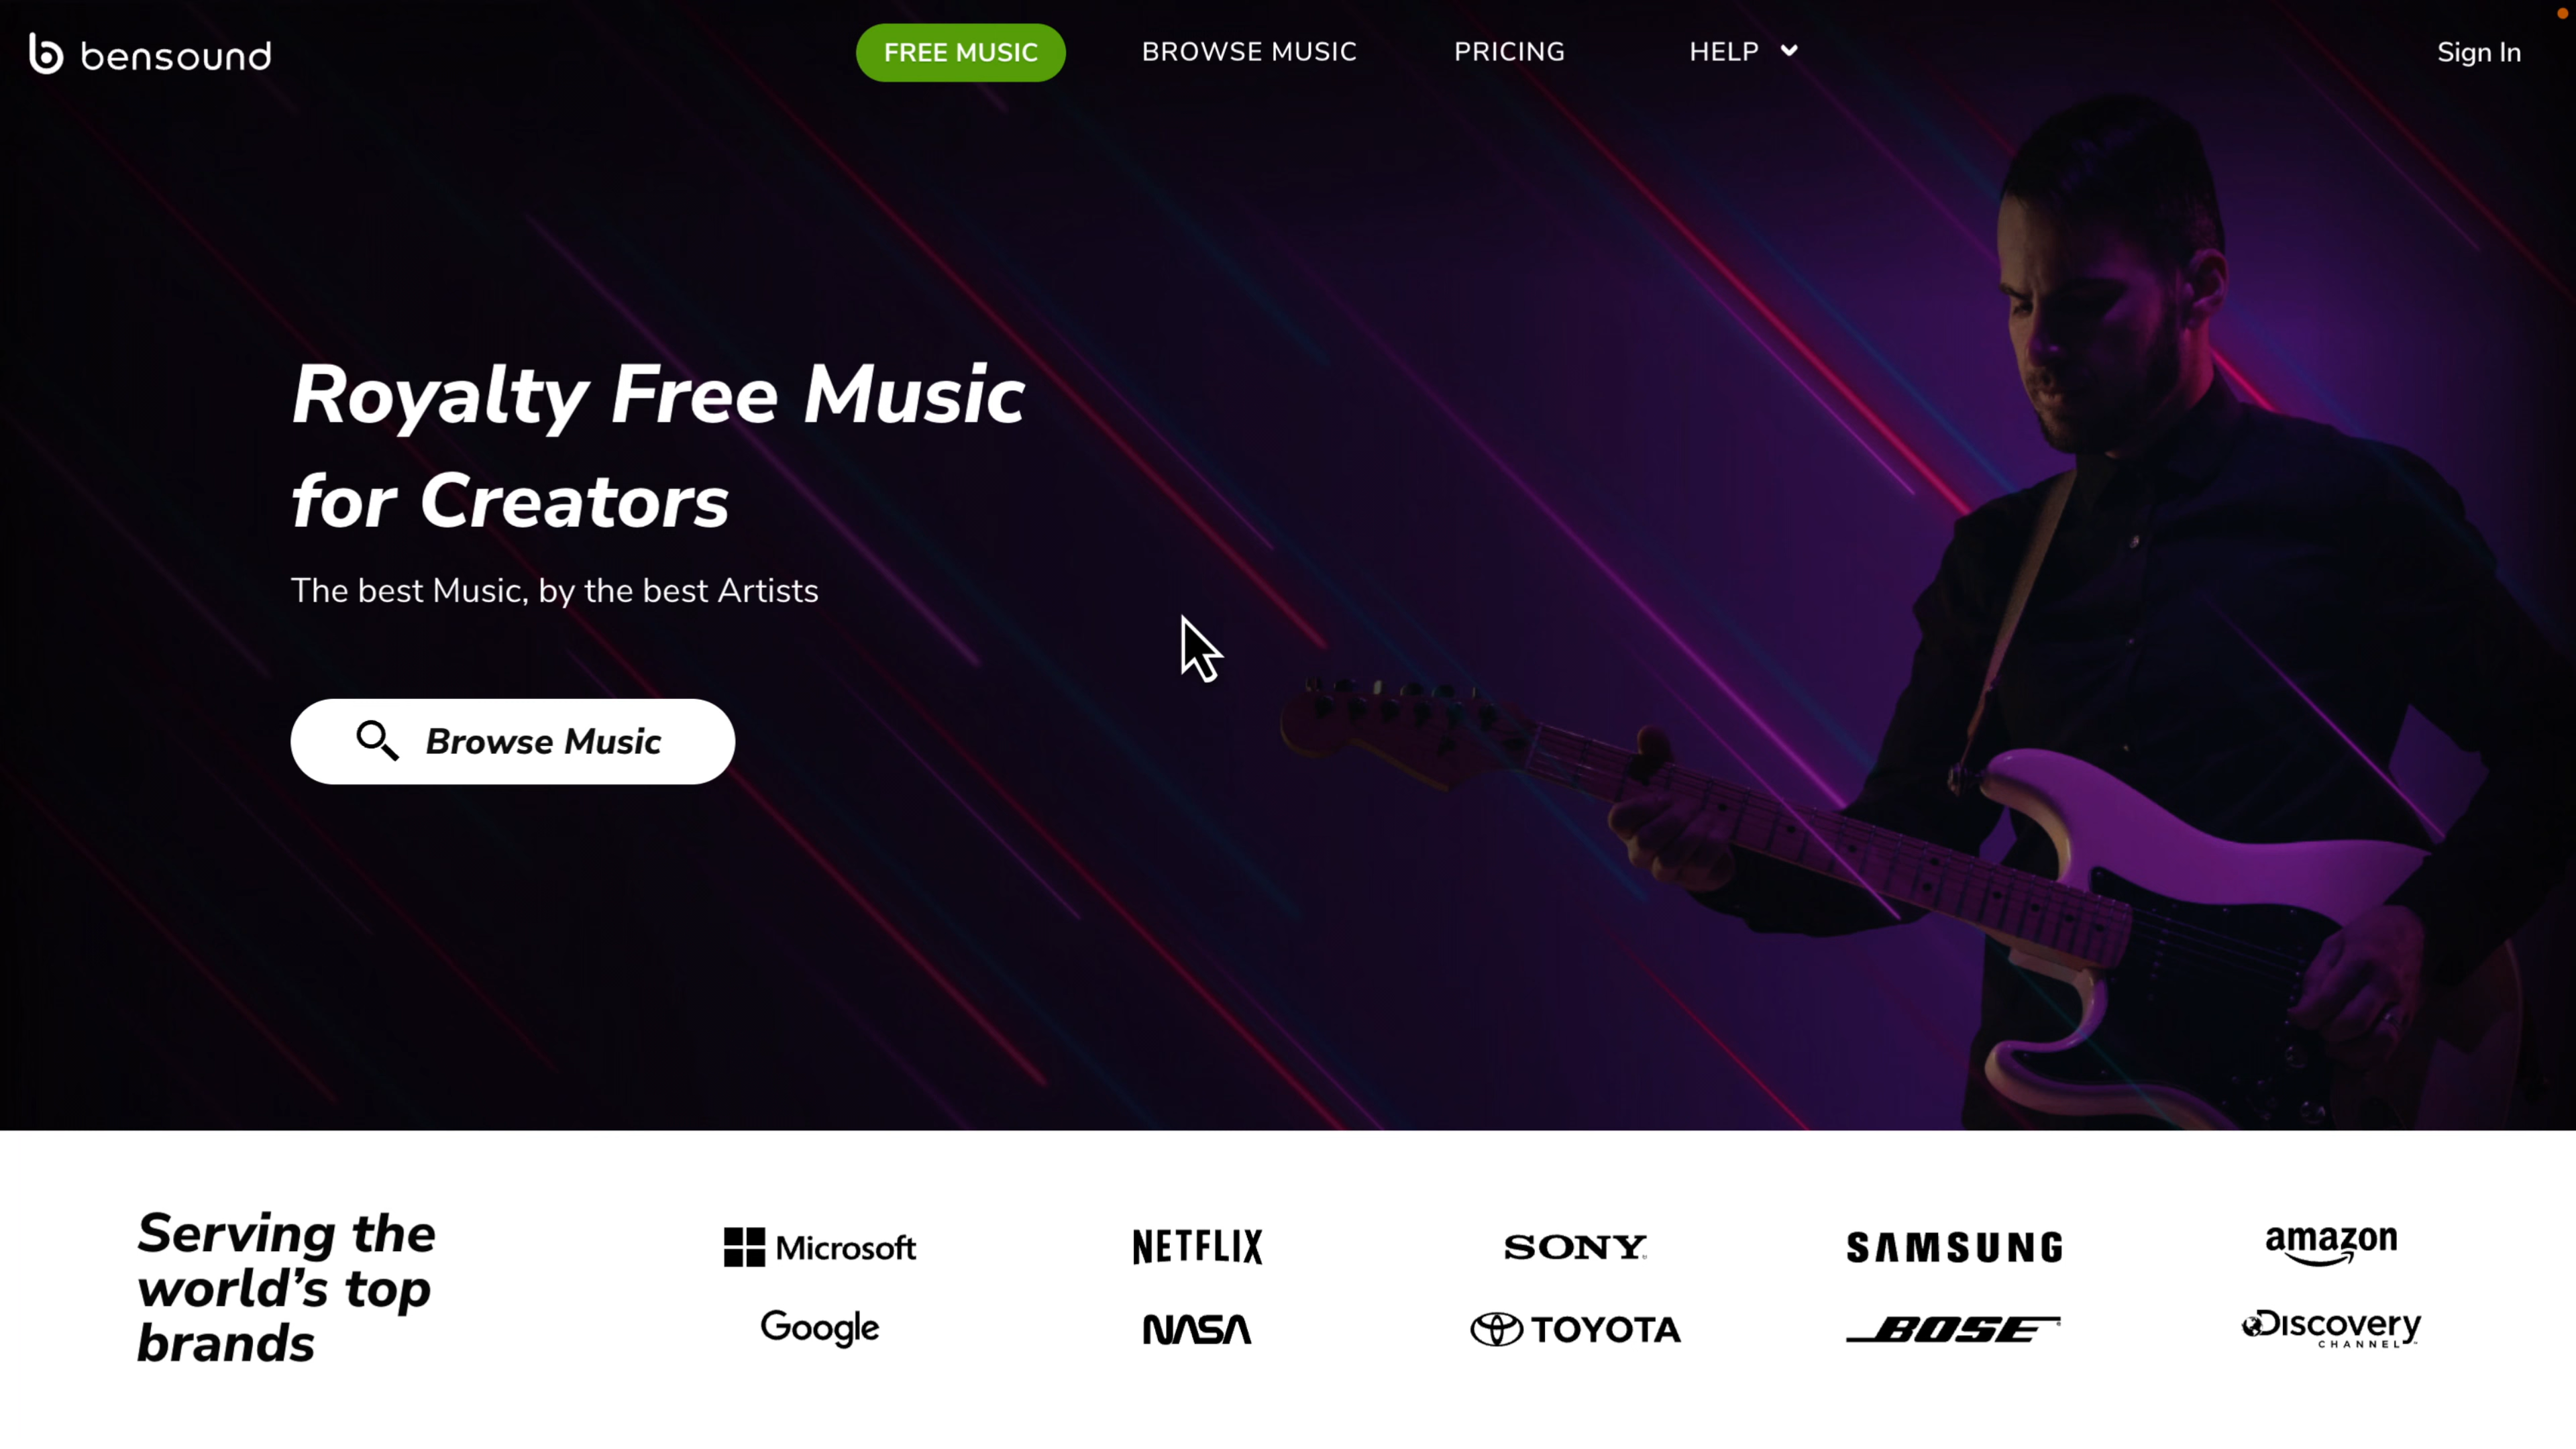 bensound
FREE MUSIC
BROWSE MUSIC
PRICING
HELP
Sign In
Royalty Free Music
for Creators
The best Music, by the best Artists
Browse Music
Serving the
world's top
brands
Microsoft
NETFLIX
SONY
SAMSUNG
amazon
Google
NASA
TOYOTA
BOSE
Discovery
CHANNEL